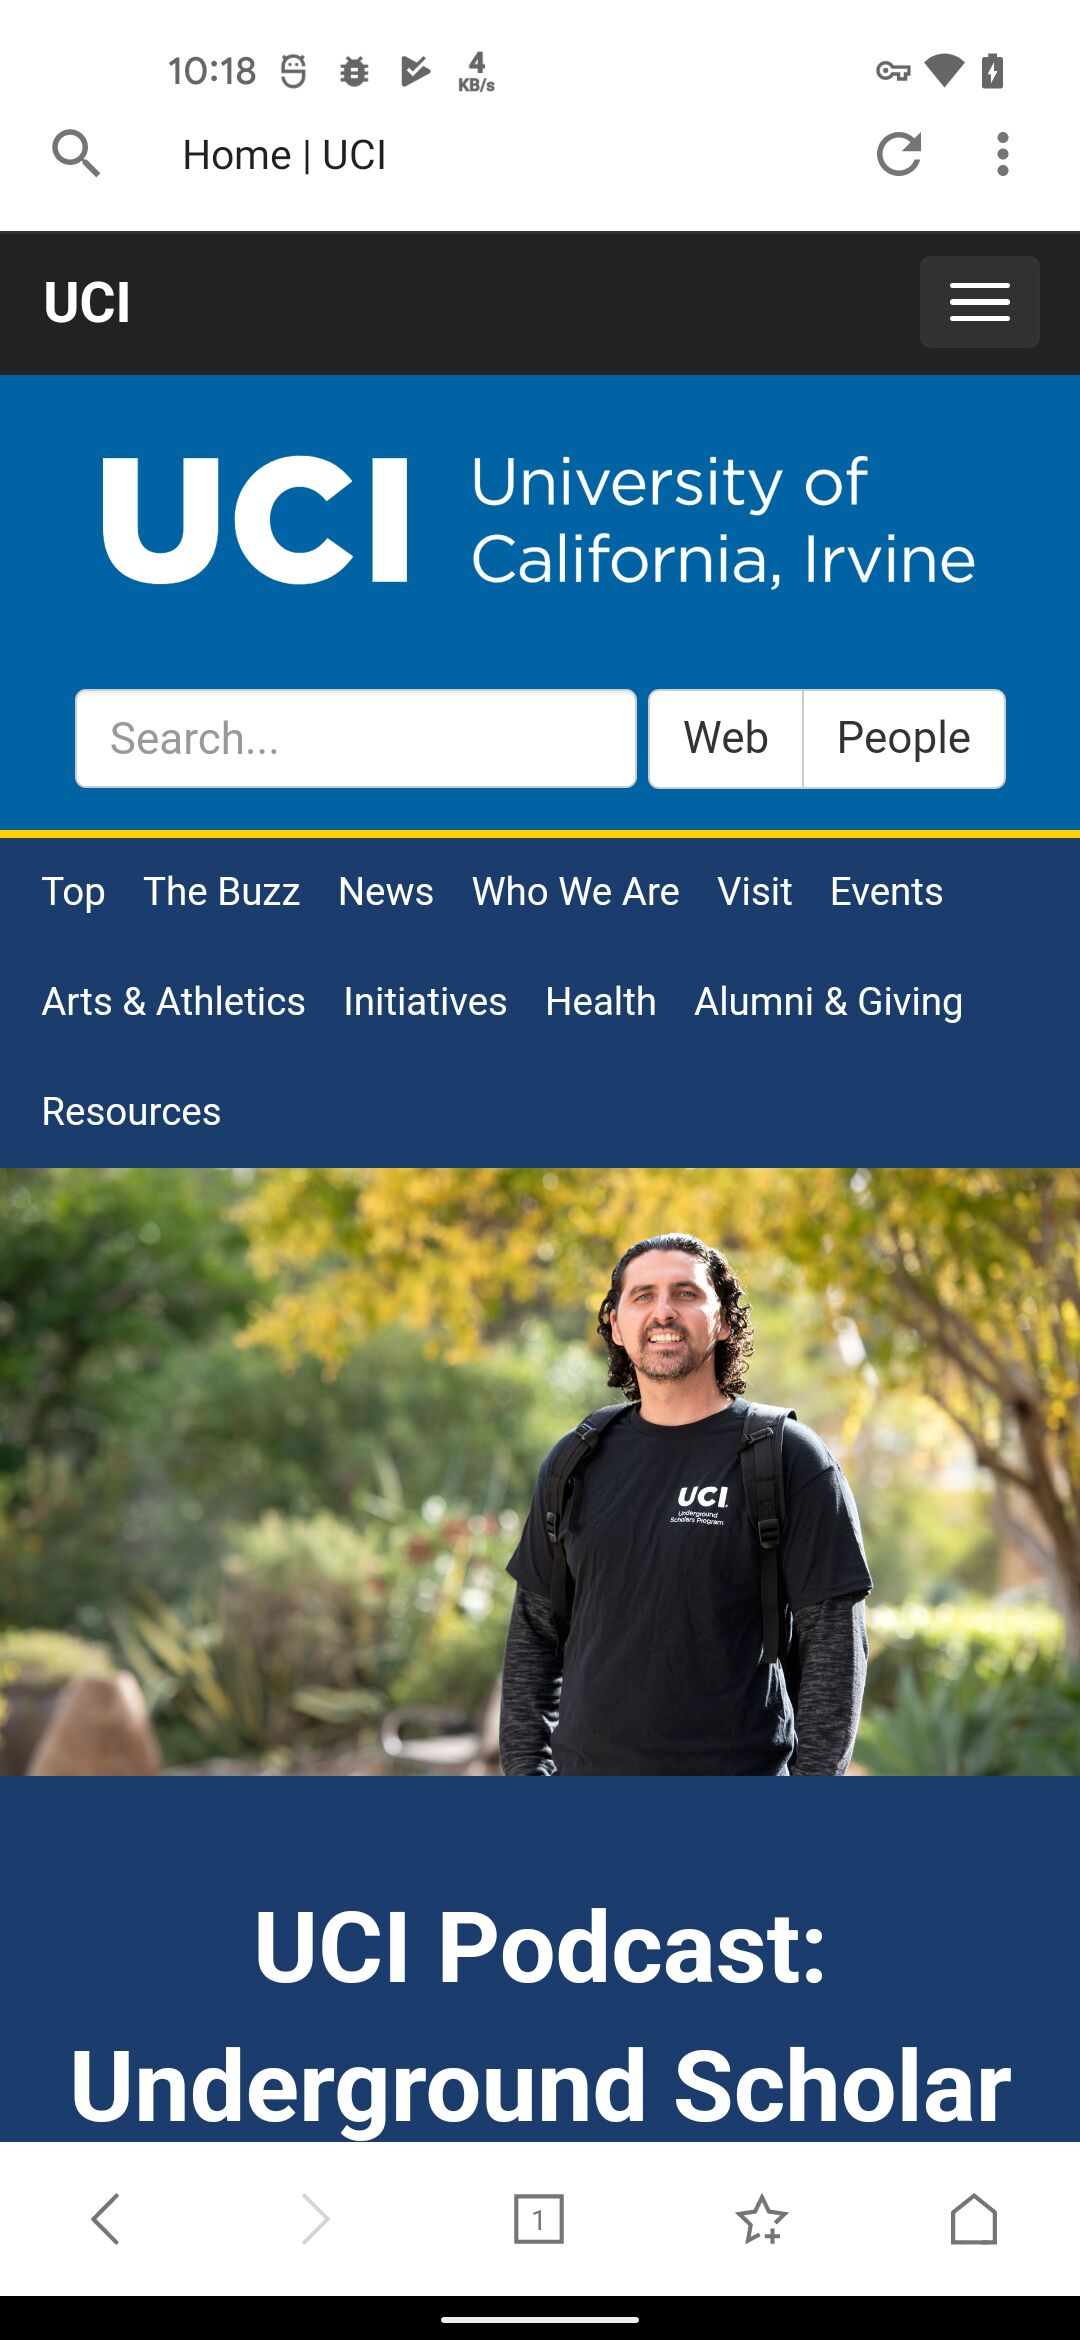 10:18
4
KB/s
Home | UCI
UCI
UCI University of
California, Irvine
Search...
Web
People
Top
The Buzz
News
Who We Are
Visit
Events
Arts & Athletics
Initiatives
Health
Alumni & Giving
Resources
UCI
Underground
Scholars Program
UCI Podcast:
Underground Scholar
1